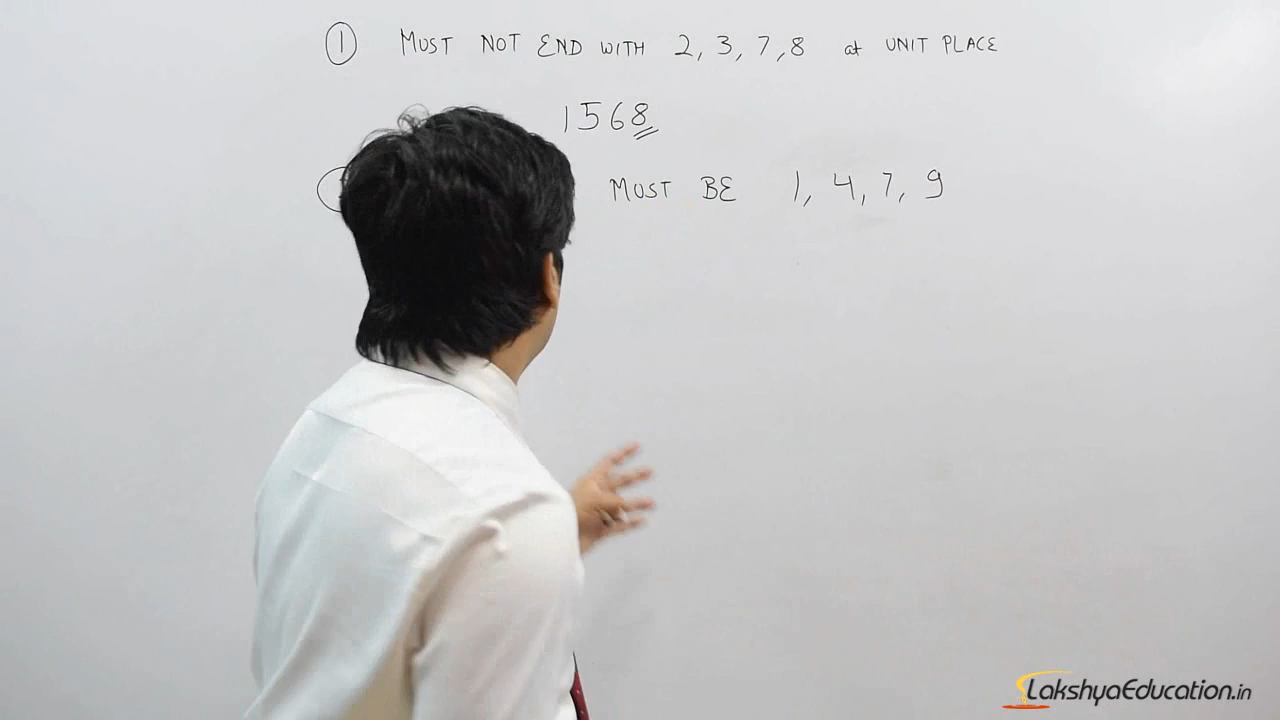 ① MUST NOT END WITH 2, 3, 7, 8 at UNIT PLACE
1568
MUST BE 1, 4, 7, 9
LakshyaEducation.in